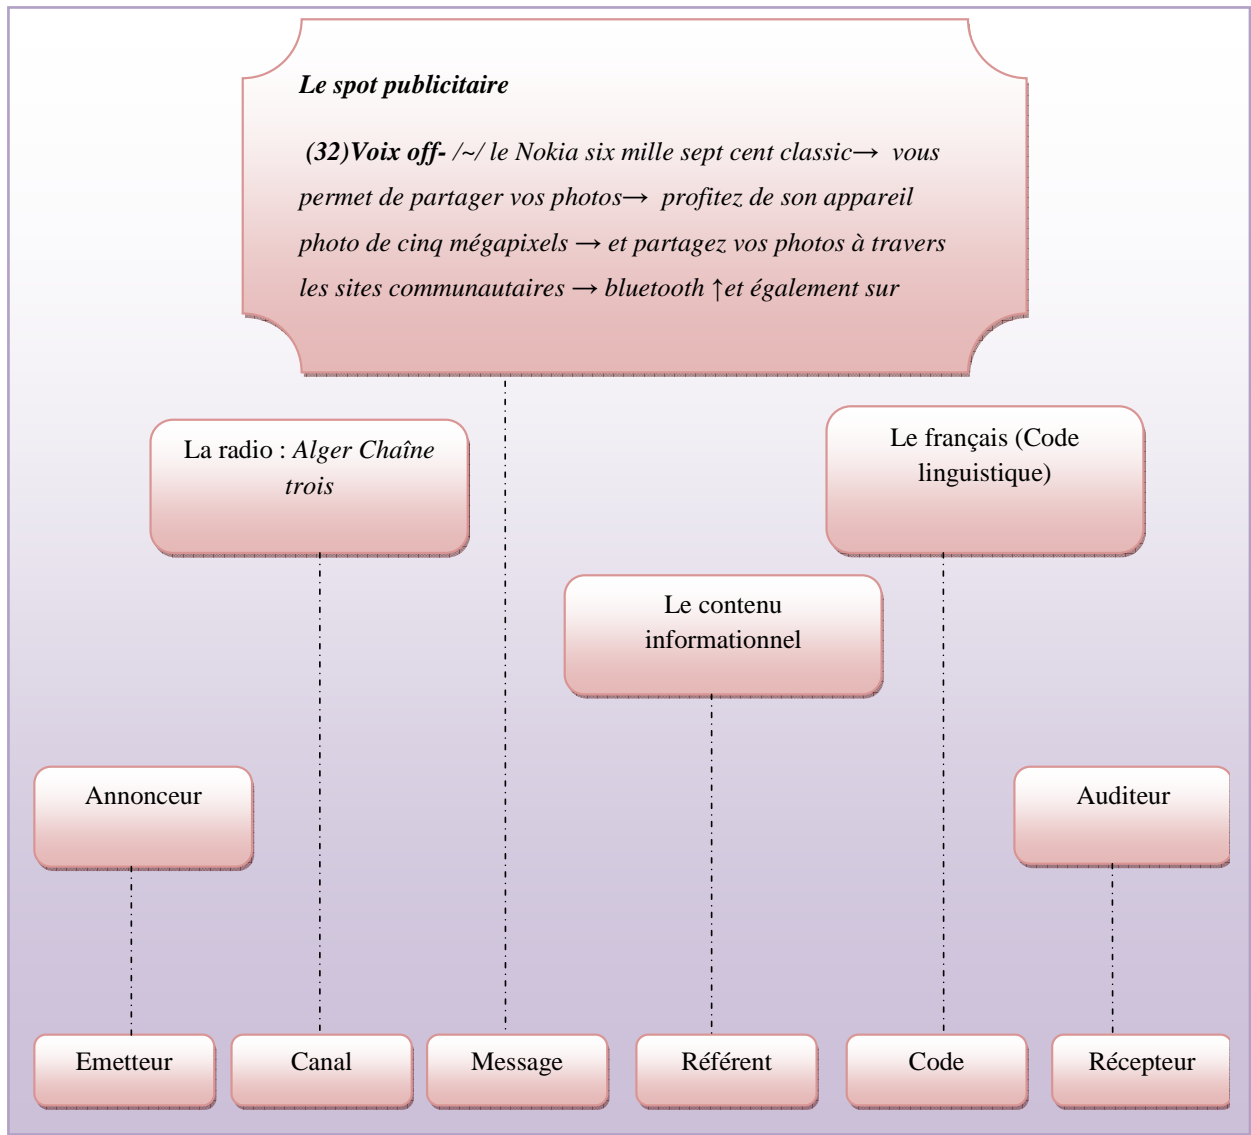 Le spot publicitaire
(32)Voix off- /~/ le Nokia six mille sept cent classic→ vous
permet de partager vos photos→ profitez de son appareil
photo de cinq mégapixels → et partagez vos photos à travers
les sites communautaires → bluetooth ↑et également sur
La radio : Alger Chaîne
trois
Le français (Code
linguistique)
Le contenu
informationnel
Annonceur
Auditeur
Emetteur
Canal
Message
Référent
Code
Récepteur